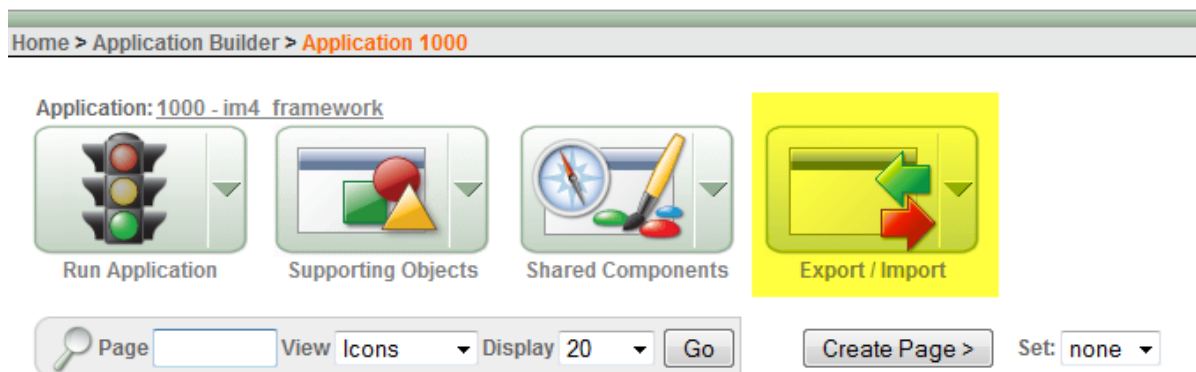 Home > Application Builder > Application 1000
Application: 1000 - im4_framework
Run Application Supporting Objects Shared Components Export / Import
Page View Icons Display 20 Go Create Page > Set: none